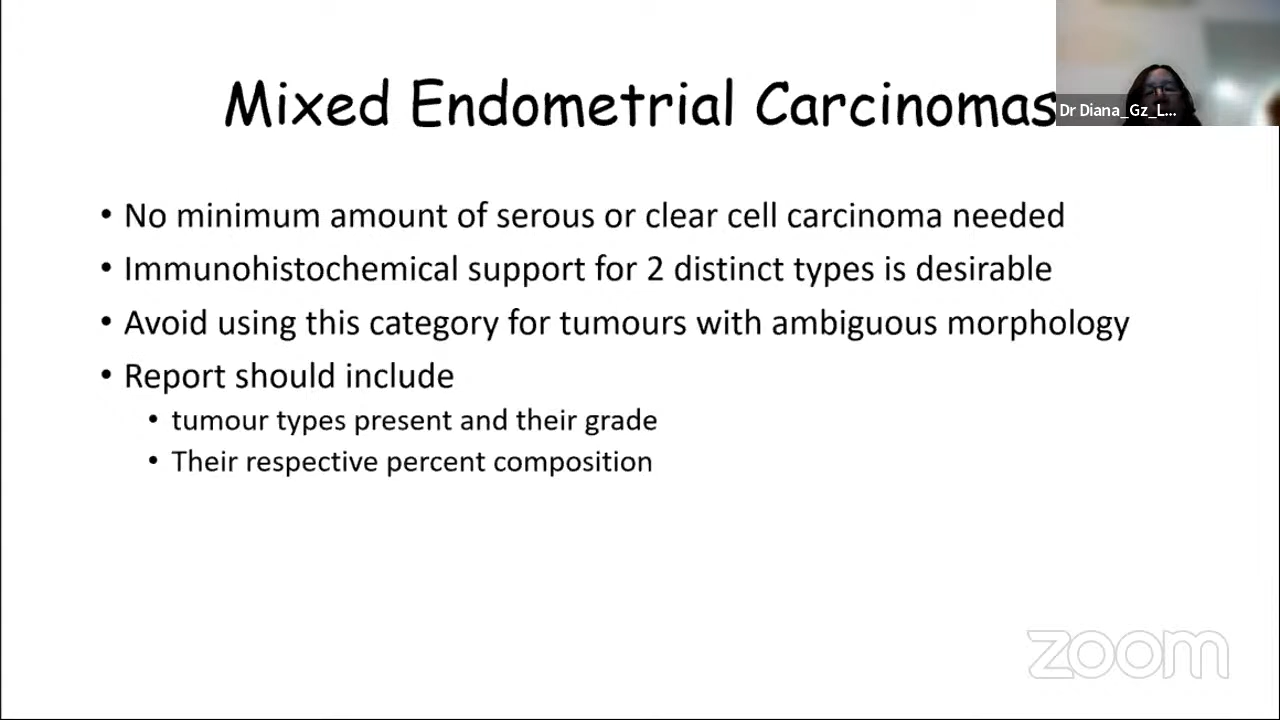 Mixed Endometrial Carcinomas
Dr Diana_Gz_L...
• No minimum amount of serous or clear cell carcinoma needed
• Immunohistochemical support for 2 distinct types is desirable
• Avoid using this category for tumours with ambiguous morphology
• Report should include
• tumour types present and their grade
• Their respective percent composition
zoom